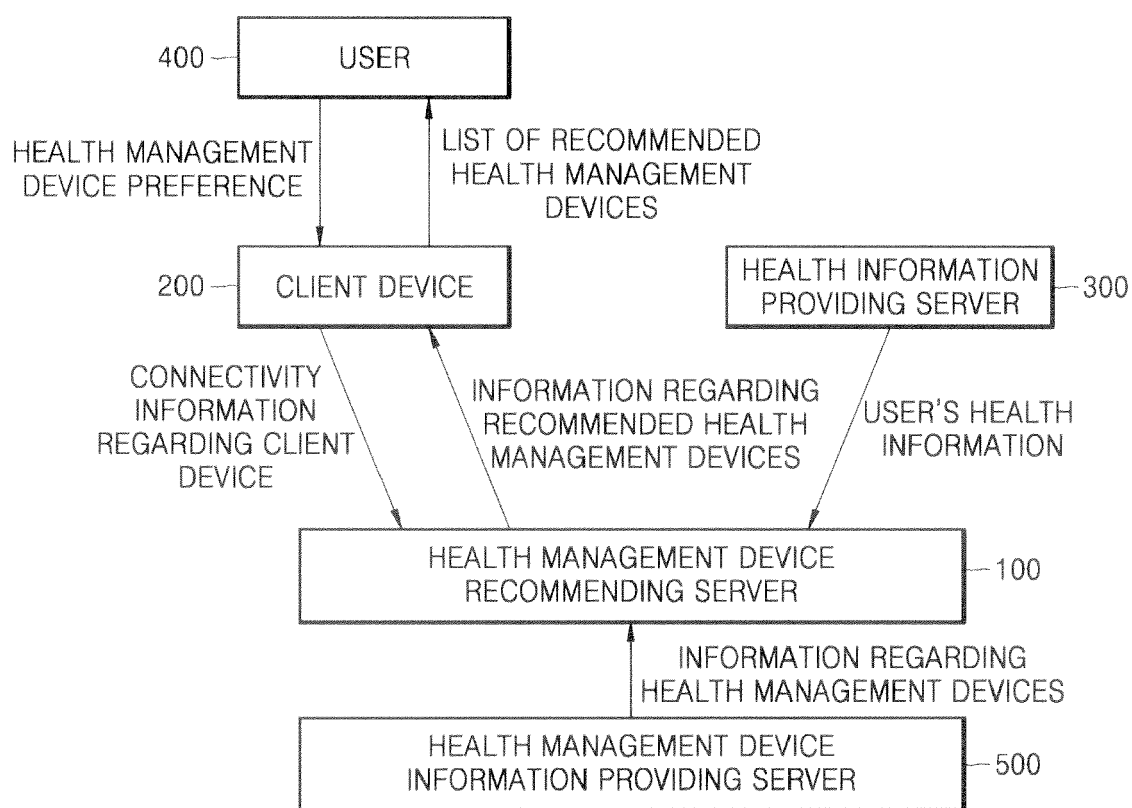 400
USER
HEALTH MANAGEMENT
DEVICE PREFERENCE
LIST OF RECOMMENDED
HEALTH MANAGEMENT
DEVICES
200
CLIENT DEVICE
HEALTH INFORMATION
PROVIDING SERVER
300
CONNECTIVITY
INFORMATION
REGARDING CLIENT
DEVICE
INFORMATION REGARDING
RECOMMENDED HEALTH
MANAGEMENT DEVICES
USER'S HEALTH
INFORMATION
HEALTH MANAGEMENT DEVICE
RECOMMENDING SERVER
100
INFORMATION REGARDING
HEALTH MANAGEMENT DEVICES
HEALTH MANAGEMENT DEVICE
INFORMATION PROVIDING SERVER
500